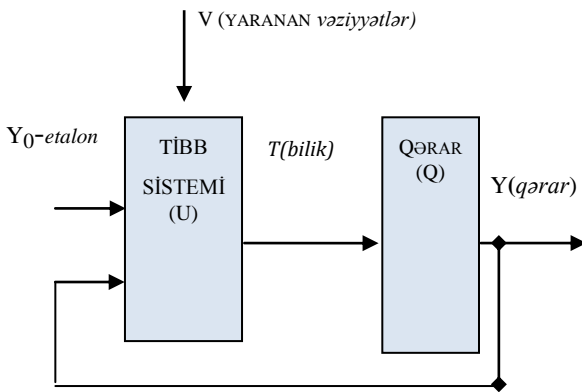 V (YARANAN vəziyyətlər)
Y0-etalon
TİBB
SİSTEMİ
(U)
T(bilik)
QƏRAR
(Q)
Y(qərar)